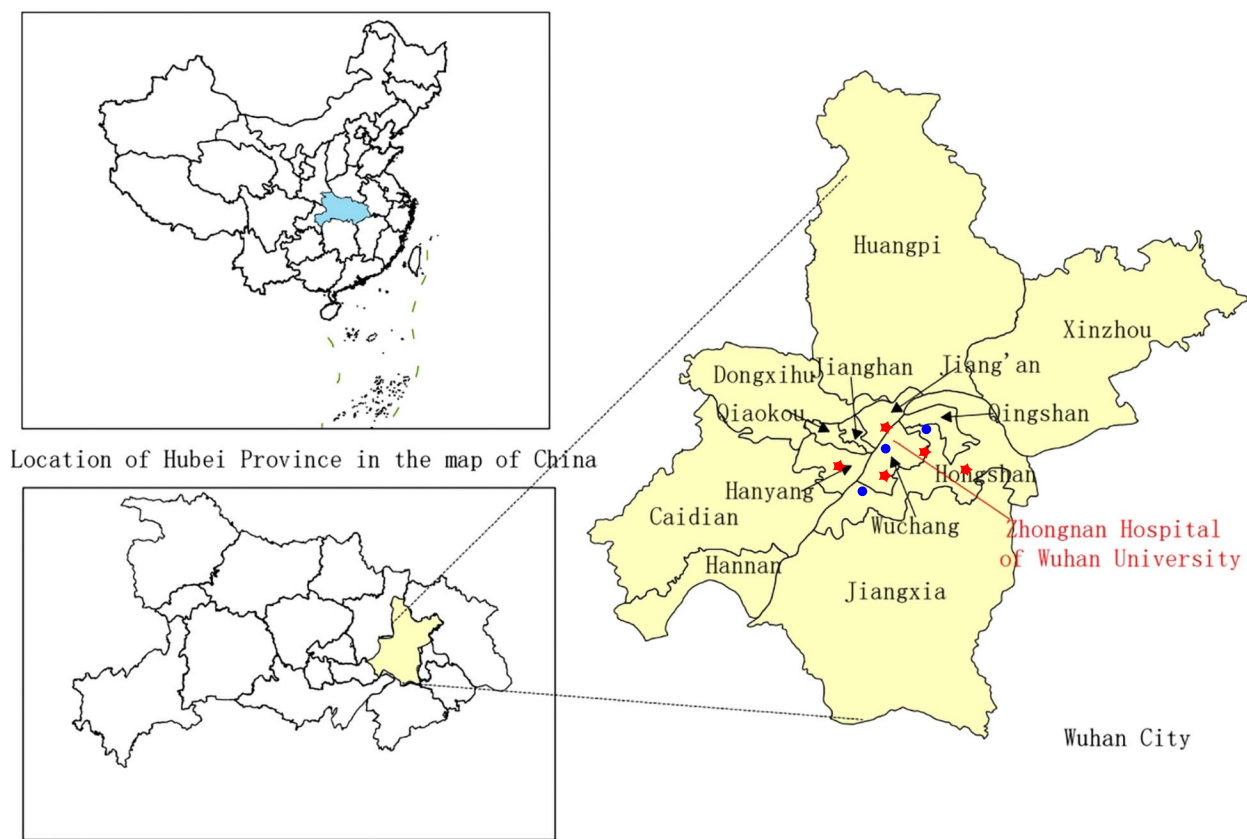 Location of Hubei Province in the map of China
Huangpi
Xinzhou
Jianghan
Jiang'an
Dongxihu
Qiaokou
Qingshan
Hanyang
Hongshan
Caidian
Wuchang
Zhongnan Hospital
of Wuhan University
Hannan
Jiangxia
Wuhan City